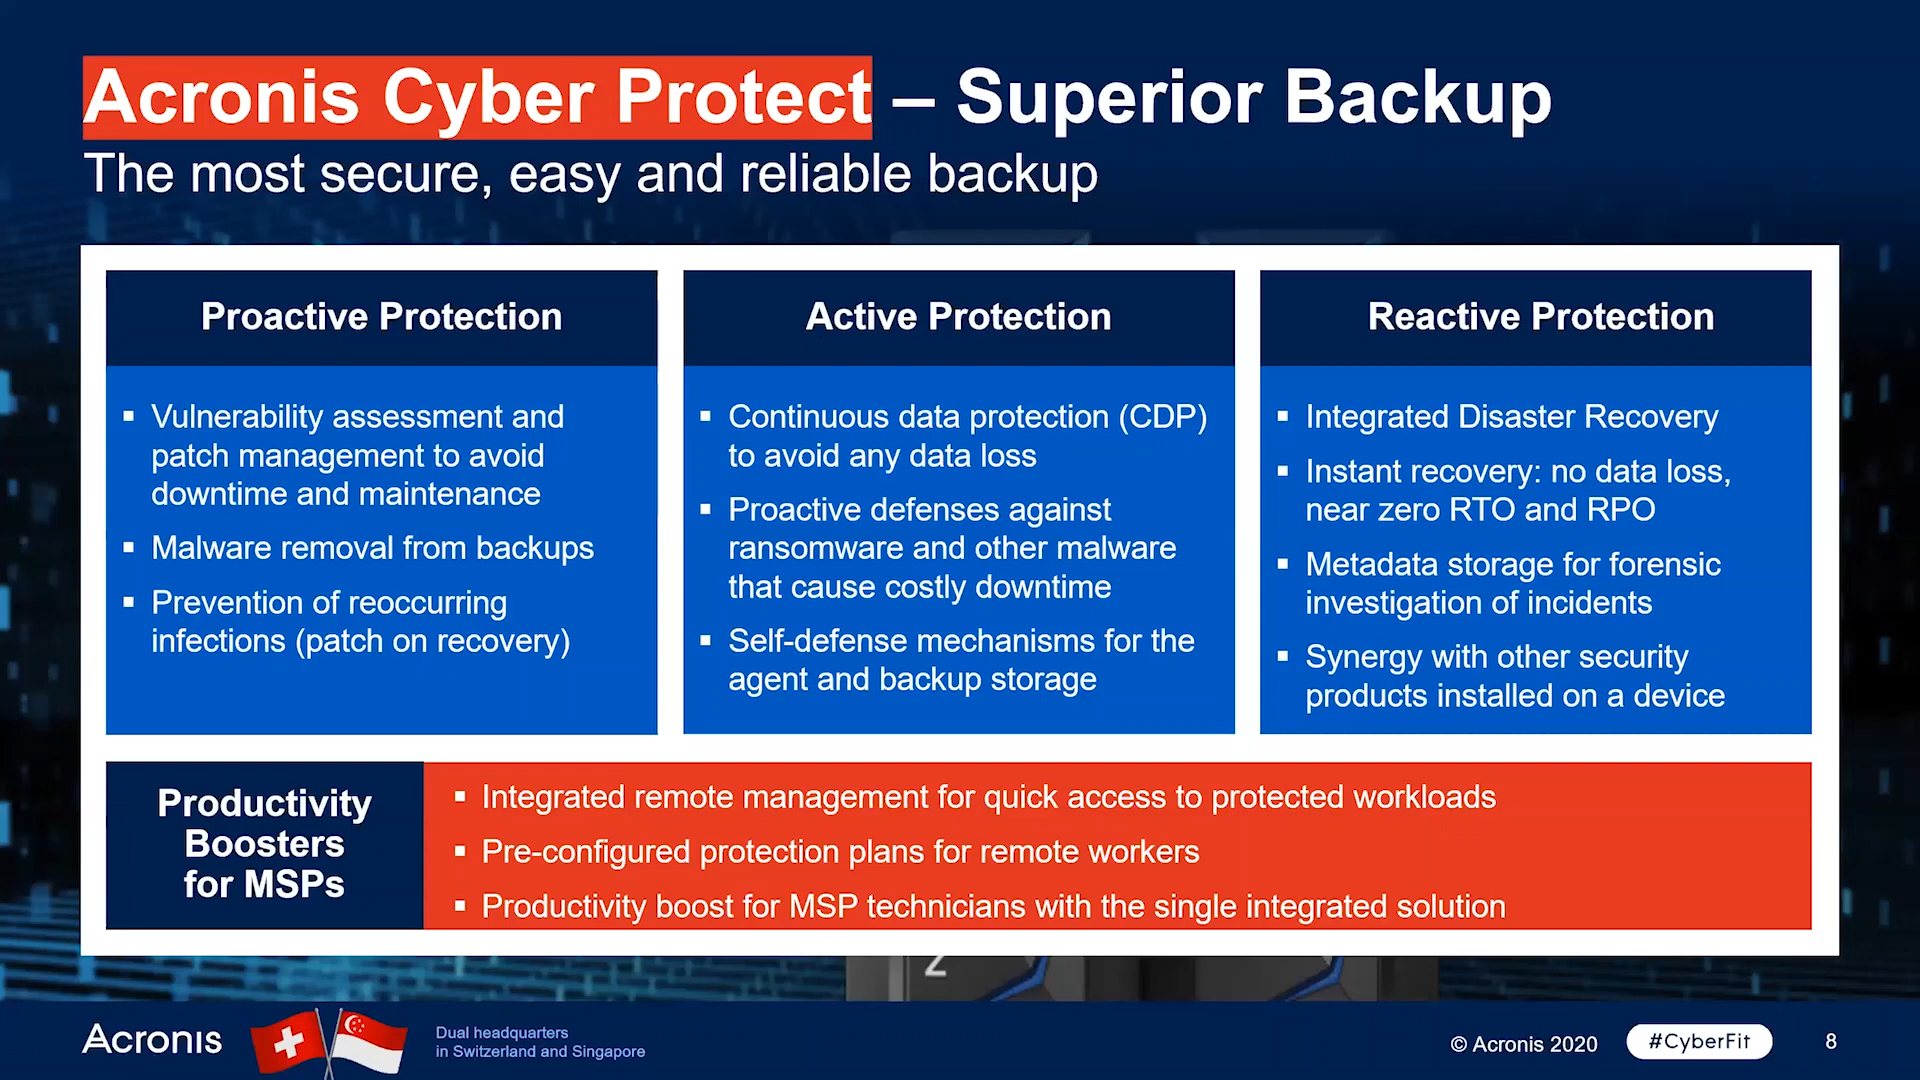 Acronis Cyber Protect – Superior Backup
The most secure, easy and reliable backup
Proactive Protection
▪ Vulnerability assessment and
patch management to avoid
downtime and maintenance
▪ Malware removal from backups
▪ Prevention of reoccurring
infections (patch on recovery)
Active Protection
▪ Continuous data protection (CDP)
to avoid any data loss
▪ Proactive defenses against
ransomware and other malware
that cause costly downtime
▪ Self-defense mechanisms for the
agent and backup storage
Reactive Protection
▪ Integrated Disaster Recovery
▪ Instant recovery: no data loss,
near zero RTO and RPO
▪ Metadata storage for forensic
investigation of incidents
▪ Synergy with other security
products installed on a device
Productivity
Boosters
for MSPs
▪ Integrated remote management for quick access to protected workloads
▪ Pre-configured protection plans for remote workers
▪ Productivity boost for MSP technicians with the single integrated solution
Z
Acronis
Dual headquarters
in Switzerland and Singapore
© Acronis 2020
#CyberFit
8